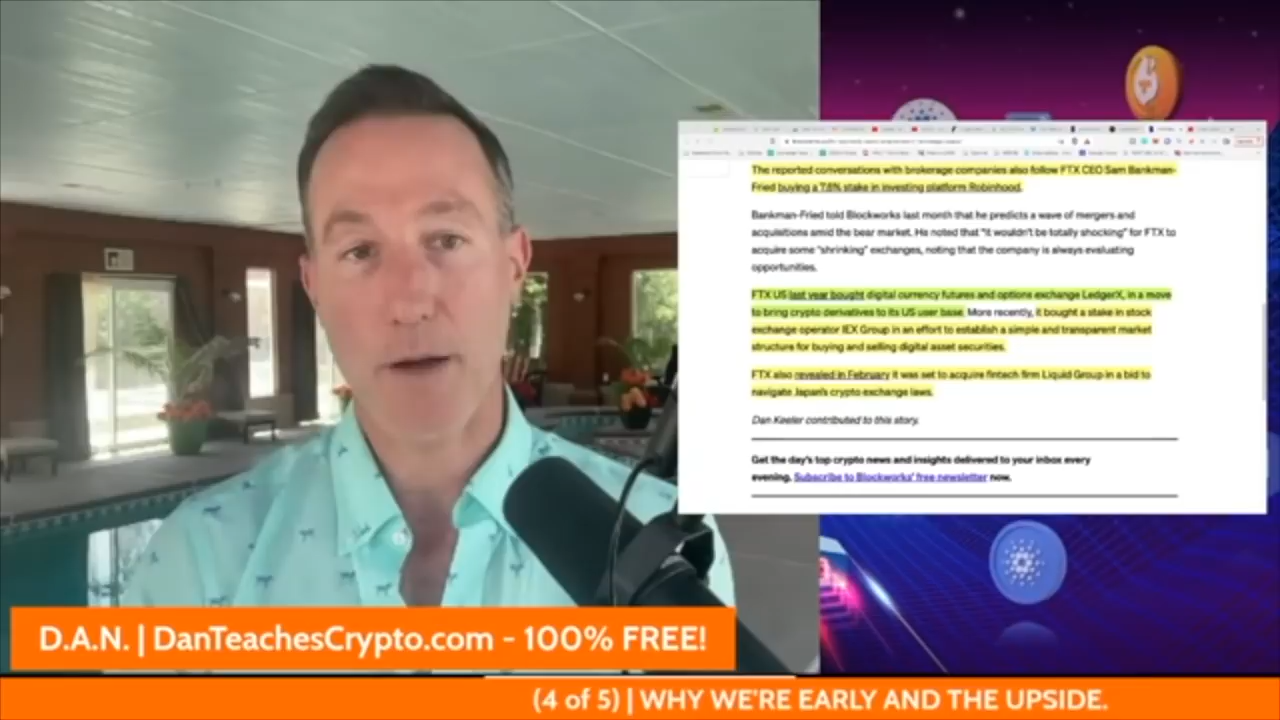 The reported conversations with brokerage companies also follow FTX CEO Sam Bankman-
Fried buying a 7.6% stake in investing platform Robinhood.
Bankman-Fried told Blockworks last month that he predicts a wave of mergers and
acquisitions amid the bear market. He noted that "it wouldn't be totally shocking" for FTX to
acquire some "shrinking" exchanges, noting that the company is always evaluating
opportunities.
FTX US last year bought digital currency futures and options exchange LedgerX, in a move
to bring crypto derivatives to its US user base. More recently, it bought a stake in stock
exchange operator IEX Group in an effort to establish a simple and transparent market
structure for buying and selling digital asset securities.
FTX also revealed in February it was set to acquire fintech firm Liquid Group in a bid to
navigate Japan's crypto exchange laws.
Dan Keeler contributed to this story.
Get the day's top crypto news and insights delivered to your inbox every
evening. Subscribe to Blockworks' free newsletter now.
D.A.N. | DanTeachesCrypto.com - 100% FREE!
(4 of 5) | WHY WE'RE EARLY AND THE UPSIDE.